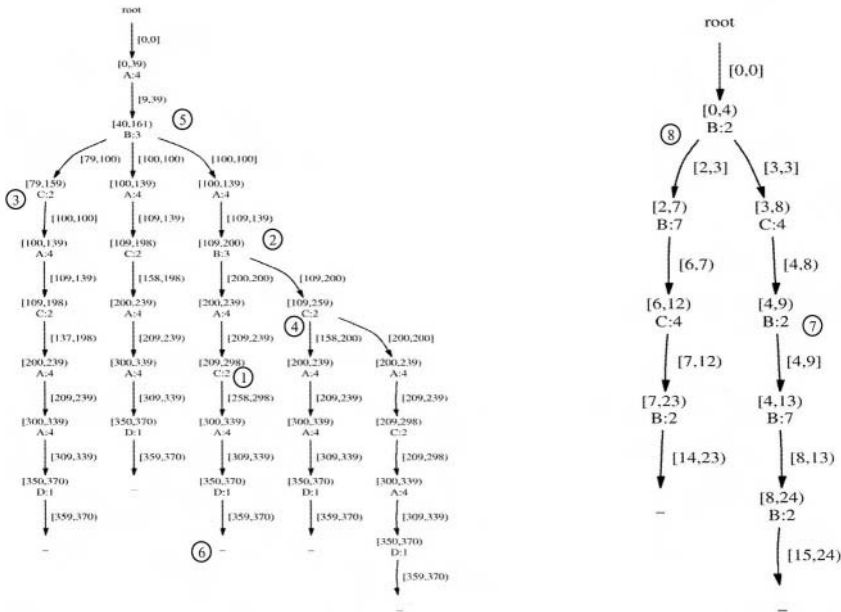 root
[0,0]
[0,39)
A:4
[9,39)
[40,161)
B:3
⑤
[79,100) [100,100) [100,100]
[79,159) [100,139) [100,139)
C:2 A:4 A:4
③
[100,100] [109,139) [109,139)
[100,139) [109,198) [109,200)
A:4 C:2 B:3
②
[109,139) [158,198) [200,200) [109,200)
[109,198) [200,239) [200,239) [109,259)
C:2 A:4 A:4 C:2
④
[137,198) [209,239) [209,239) [158,200) [200,200]
[200,239) [300,339) [209,298) [200,239) [200,239)
A:4 A:4 C:2 A:4 A:4
①
[209,239) [309,339) [258,298) [209,239) [209,239)
[300,339) [350,370) [300,339) [300,339) [209,298)
A:4 D:1 A:4 A:4 C:2
[309,339) [359,370) [309,339) [309,339) [209,298)
[350,370) – [350,370) [350,370) [300,339)
D:1 D:1 D:1 A:4
[359,370) [359,370) [359,370) [309,339)
– ⑥ – – [350,370)
D:1
[359,370)
–
root
[0,0]
[0,4)
⑧ B:2
[2,3] [3,3]
[2,7) [3,8)
B:7 C:4
[6,7) [4,8)
[6,12) [4,9)
C:4 B:2 ⑦
[7,12) [4,9]
[7,23) [4,13)
B:2 B:7
[14,23) [8,13)
– [8,24)
B:2
[15,24)
–